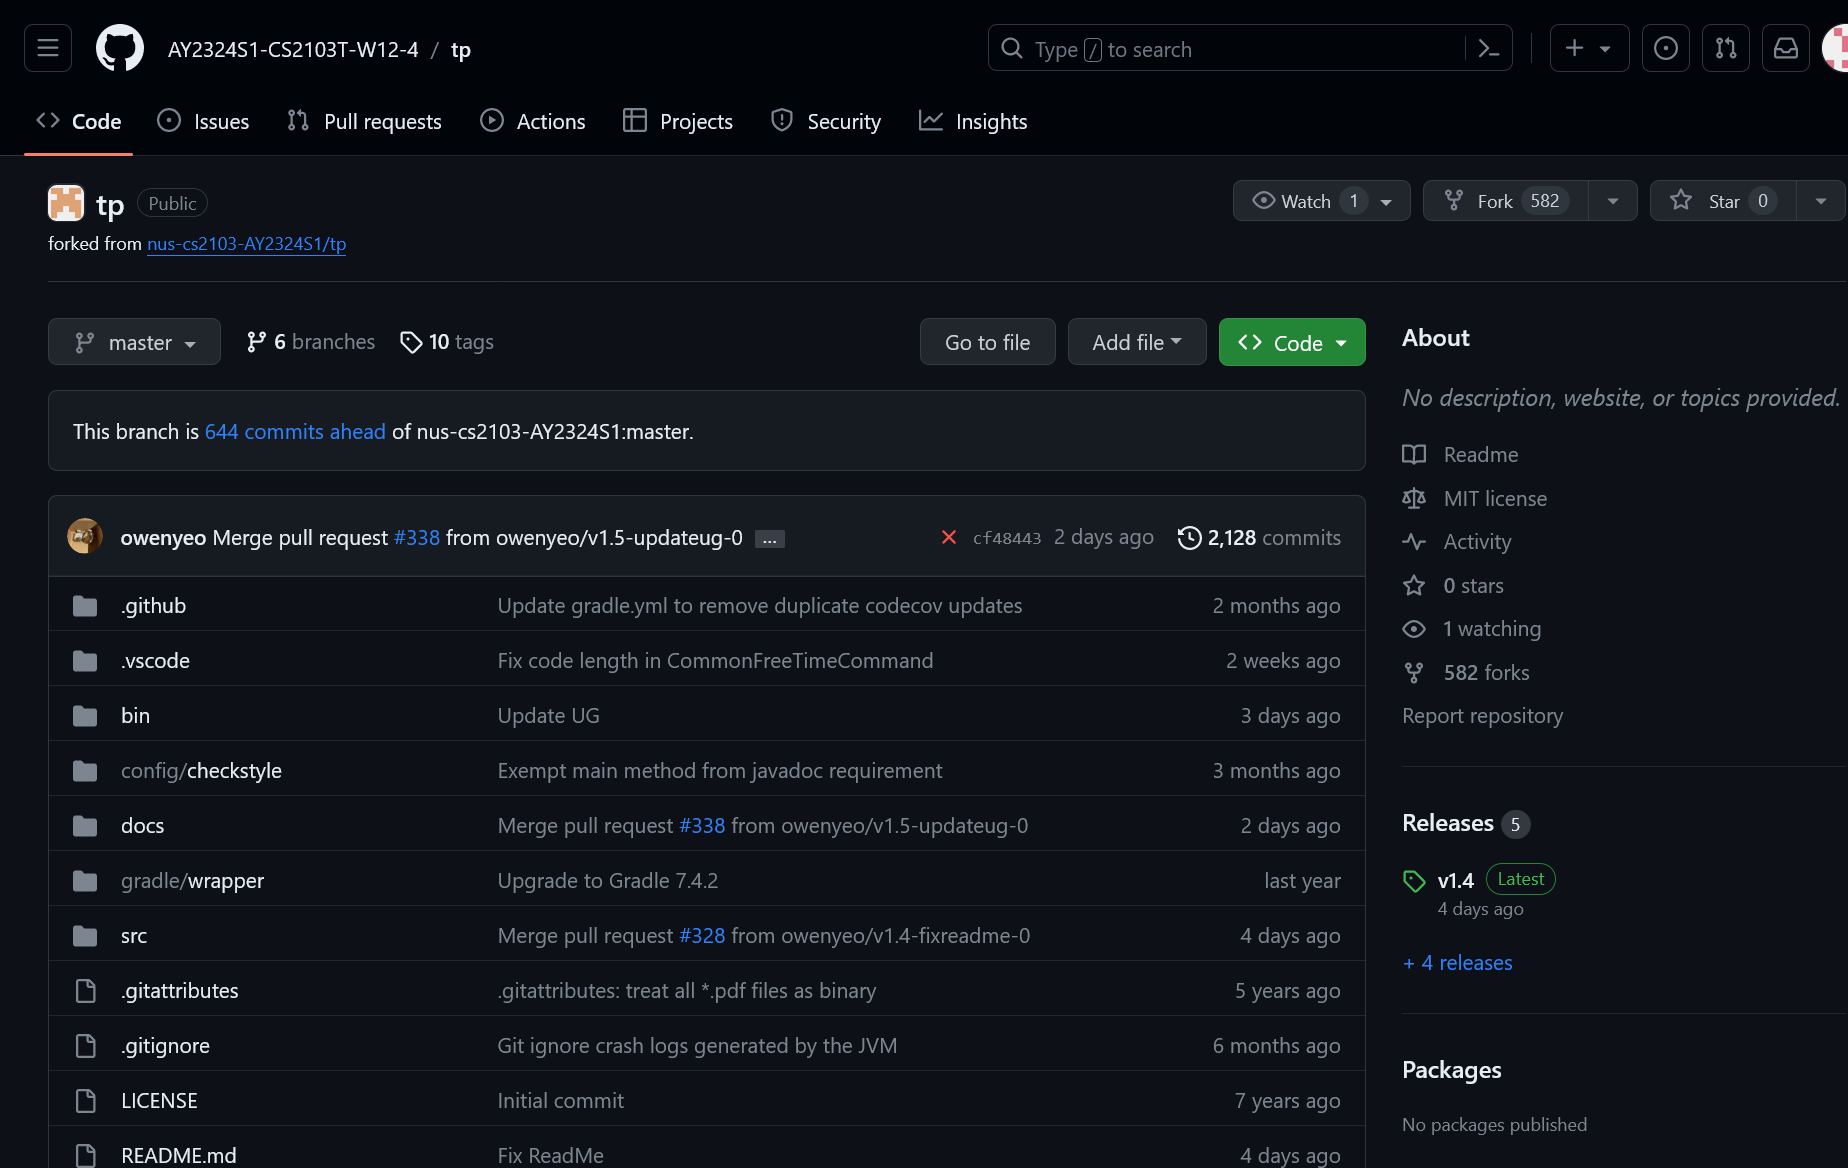 AY2324S1-CS2103T-W12-4 / tp
Type / to search
Code
Issues
Pull requests
Actions
Projects
Security
Insights
tp Public
Watch 1
Fork 582
Star 0
forked from nus-cs2103-AY2324S1/tp
master
6 branches
10 tags
Go to file
Add file
Code
This branch is 644 commits ahead of nus-cs2103-AY2324S1:master.
owenyeo Merge pull request #338 from owenyeo/v1.5-updateug-0 ... cf48443 2 days ago 2,128 commits
.github Update gradle.yml to remove duplicate codecov updates 2 months ago
.vscode Fix code length in CommonFreeTimeCommand 2 weeks ago
bin Update UG 3 days ago
config/checkstyle Exempt main method from javadoc requirement 3 months ago
docs Merge pull request #338 from owenyeo/v1.5-updateug-0 2 days ago
gradle/wrapper Upgrade to Gradle 7.4.2 last year
src Merge pull request #328 from owenyeo/v1.4-fixreadme-0 4 days ago
.gitattributes .gitattributes: treat all *.pdf files as binary 5 years ago
.gitignore Git ignore crash logs generated by the JVM 6 months ago
LICENSE Initial commit 7 years ago
README.md Fix ReadMe 4 days ago
About
No description, website, or topics provided.
Readme
MIT license
Activity
0 stars
1 watching
582 forks
Report repository
Releases 5
v1.4 Latest
4 days ago
+ 4 releases
Packages
No packages published